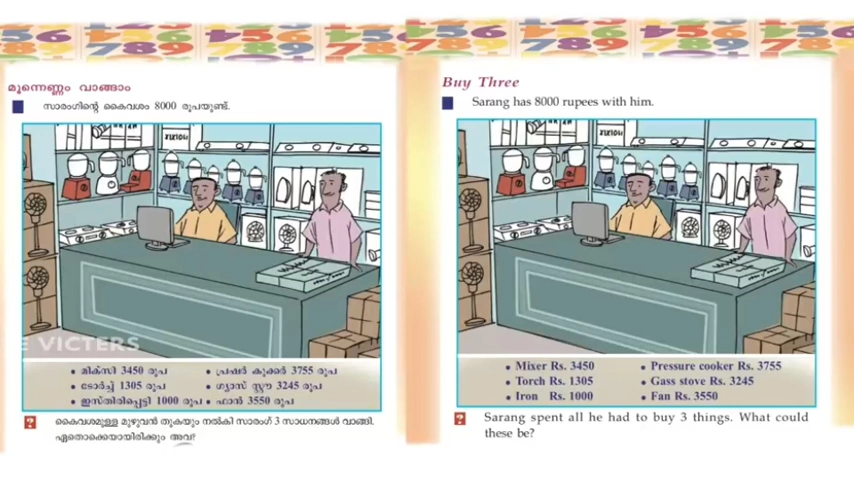 മൂന്നെണ്ണം വാങ്ങാം
സാരംഗിന്റെ കൈവശം 8000 രൂപയുണ്ട്.
E VICTERS
• മിക്സി 3450 രൂപ • പ്രഷർ കുക്കർ 3755 രൂപ
• ടോർച്ച് 1305 രൂപ • ഗ്യാസ് സ്റ്റൗ 3245 രൂപ
• ഇസ്തിരിപ്പെട്ടി 1000 രൂപ • ഫാൻ 3550 രൂപ
? കൈവശമുള്ള മുഴുവൻ തുകയും നൽകി സാരംഗ് 3 സാധനങ്ങൾ വാങ്ങി.
ഏതൊക്കെയായിരിക്കും അവ?
Buy Three
Sarang has 8000 rupees with him.
• Mixer Rs. 3450 • Pressure cooker Rs. 3755
• Torch Rs. 1305 • Gass stove Rs. 3245
• Iron Rs. 1000 • Fan Rs. 3550
? Sarang spent all he had to buy 3 things. What could
these be?